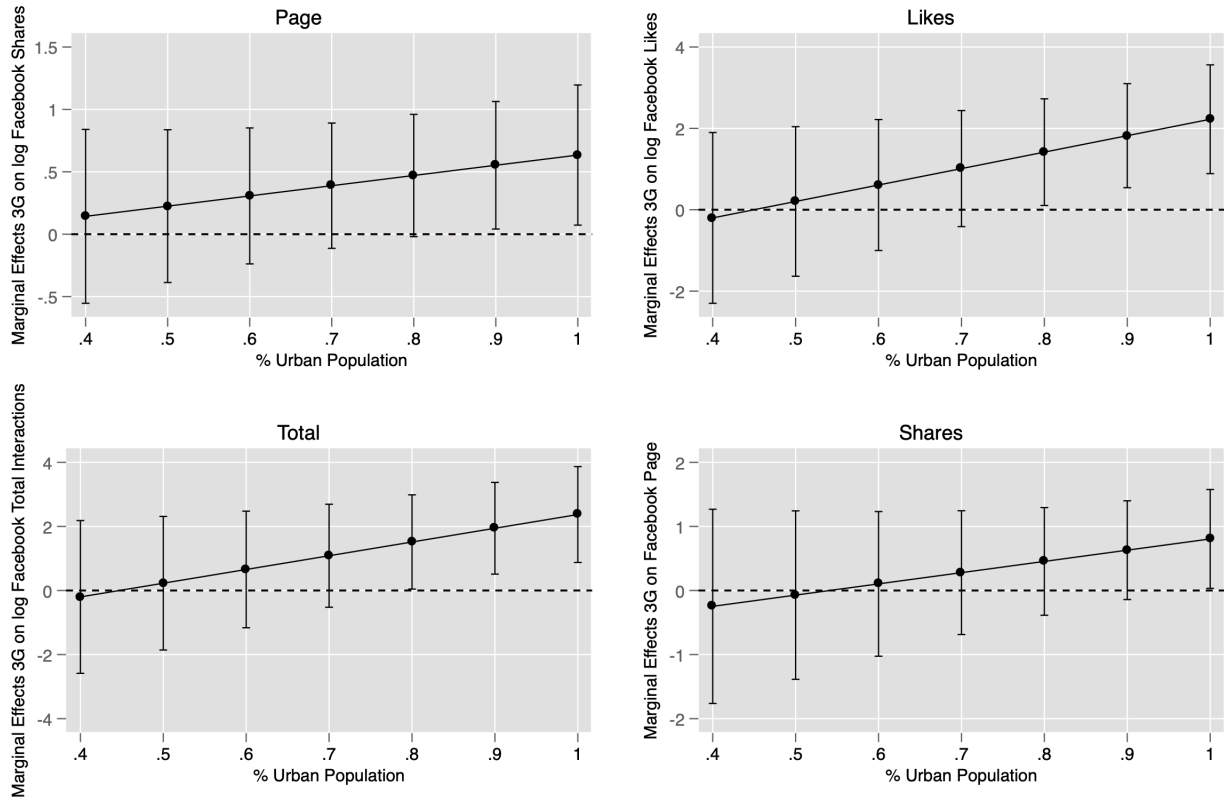 Page
Marginal Effects 3G on log Facebook Shares
1.5
1
.5
0
-.5
.4 .5 .6 .7 .8 .9 1
% Urban Population
Likes
Marginal Effects 3G on log Facebook Likes
4
2
0
-2
.4 .5 .6 .7 .8 .9 1
% Urban Population
Total
Marginal Effects 3G on log Facebook Total Interactions
4
2
0
-2
-4
.4 .5 .6 .7 .8 .9 1
% Urban Population
Shares
Marginal Effects 3G on Facebook Page
2
1
0
-1
-2
.4 .5 .6 .7 .8 .9 1
% Urban Population